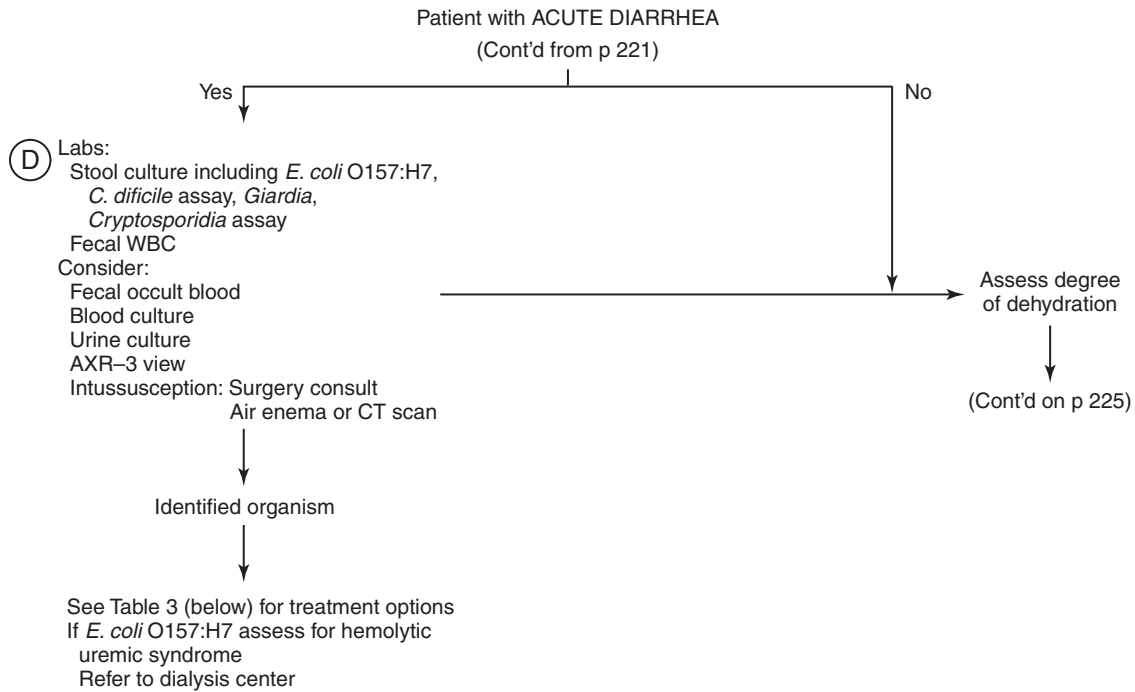 Patient with ACUTE DIARRHEA
(Cont'd from p 221)
Yes
No
D
Labs:
Stool culture including E. coli O157:H7,
C. dificile assay, Giardia,
Cryptosporidia assay
Fecal WBC
Consider:
Fecal occult blood
Blood culture
Urine culture
AXR–3 view
Intussusception: Surgery consult
Air enema or CT scan
Assess degree
of dehydration
(Cont'd on p 225)
Identified organism
See Table 3 (below) for treatment options
If E. coli O157:H7 assess for hemolytic
uremic syndrome
Refer to dialysis center